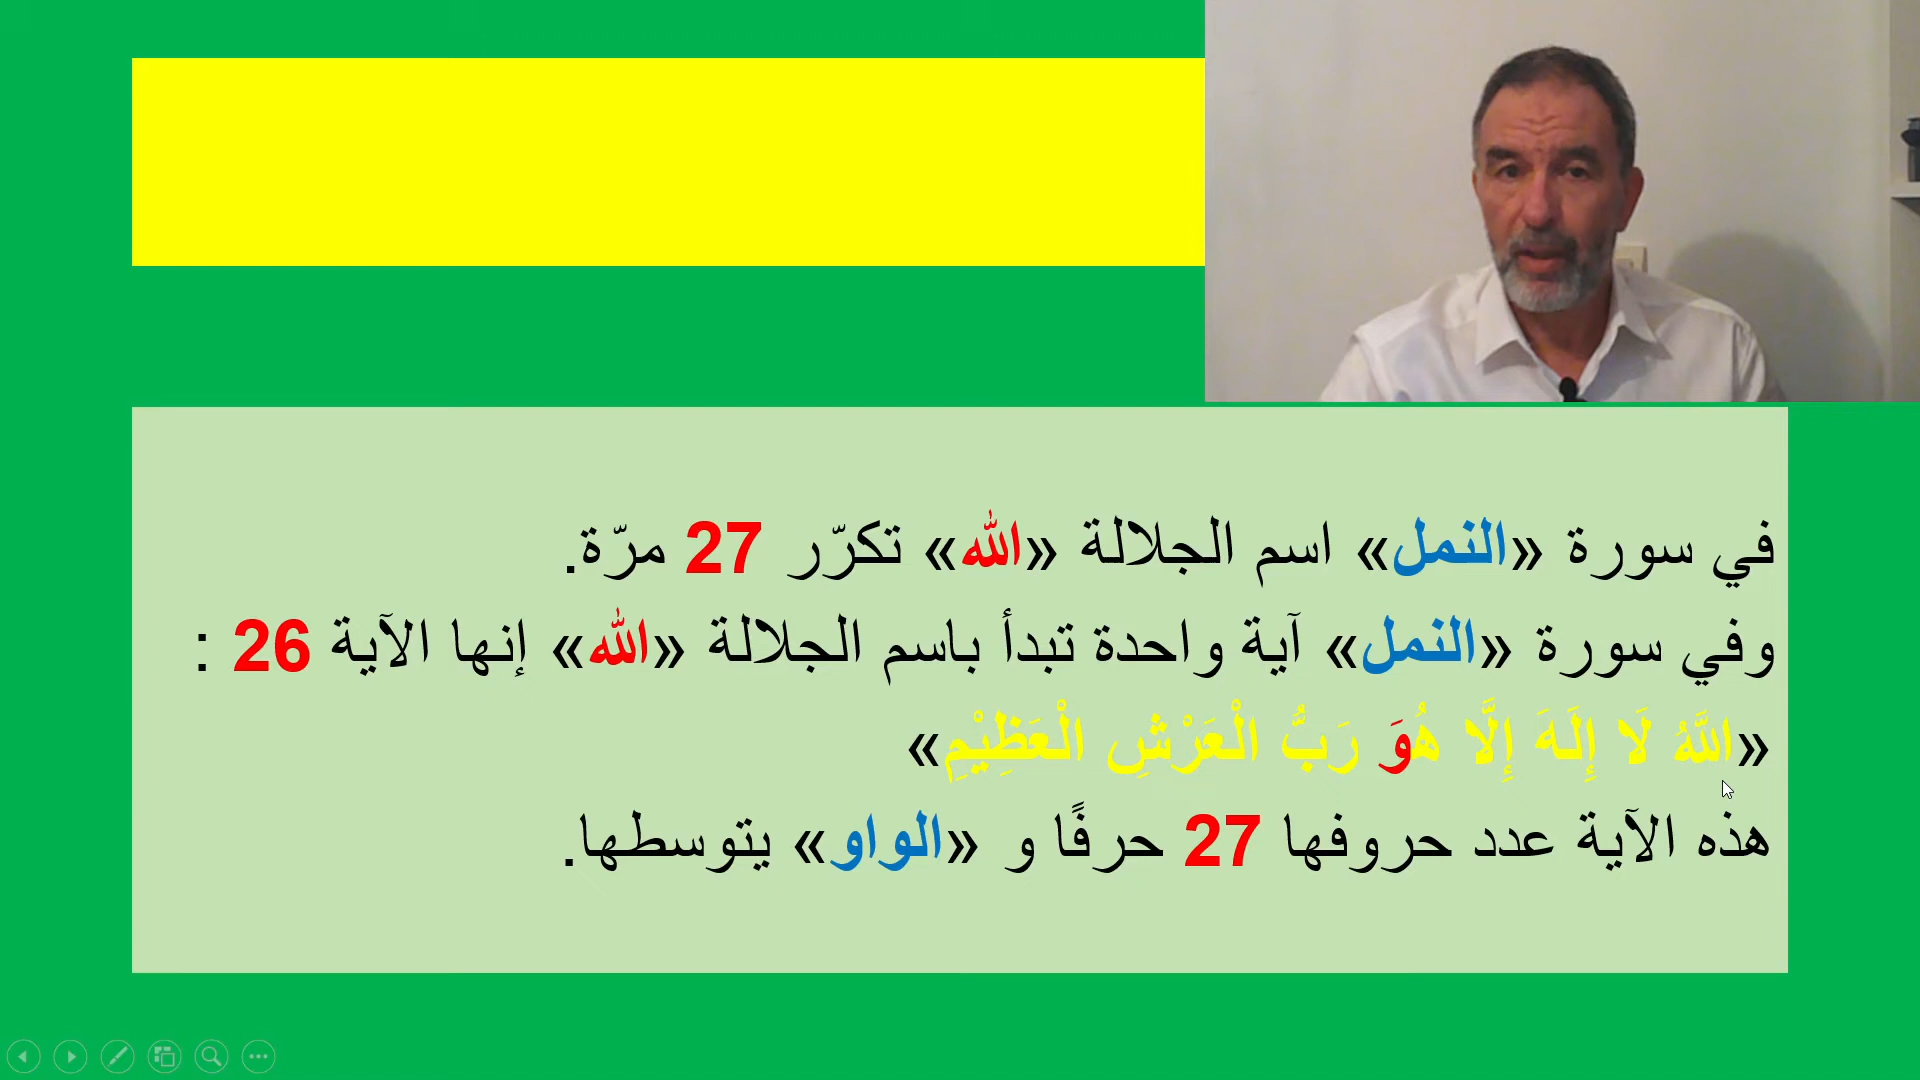 في سورة «النمل» اسم الجلالة «الله» تكرّر 27 مرّة.
وفي سورة «النمل» آية واحدة تبدأ باسم الجلالة «الله» إنها الآية 26 :
«اللَّهُ لَا إِلَهَ إِلَّا هُوَ رَبُّ الْعَرْشِ الْعَظِيْمِ»
هذه الآية عدد حروفها 27 حرفًا و «الواو» يتوسطها.